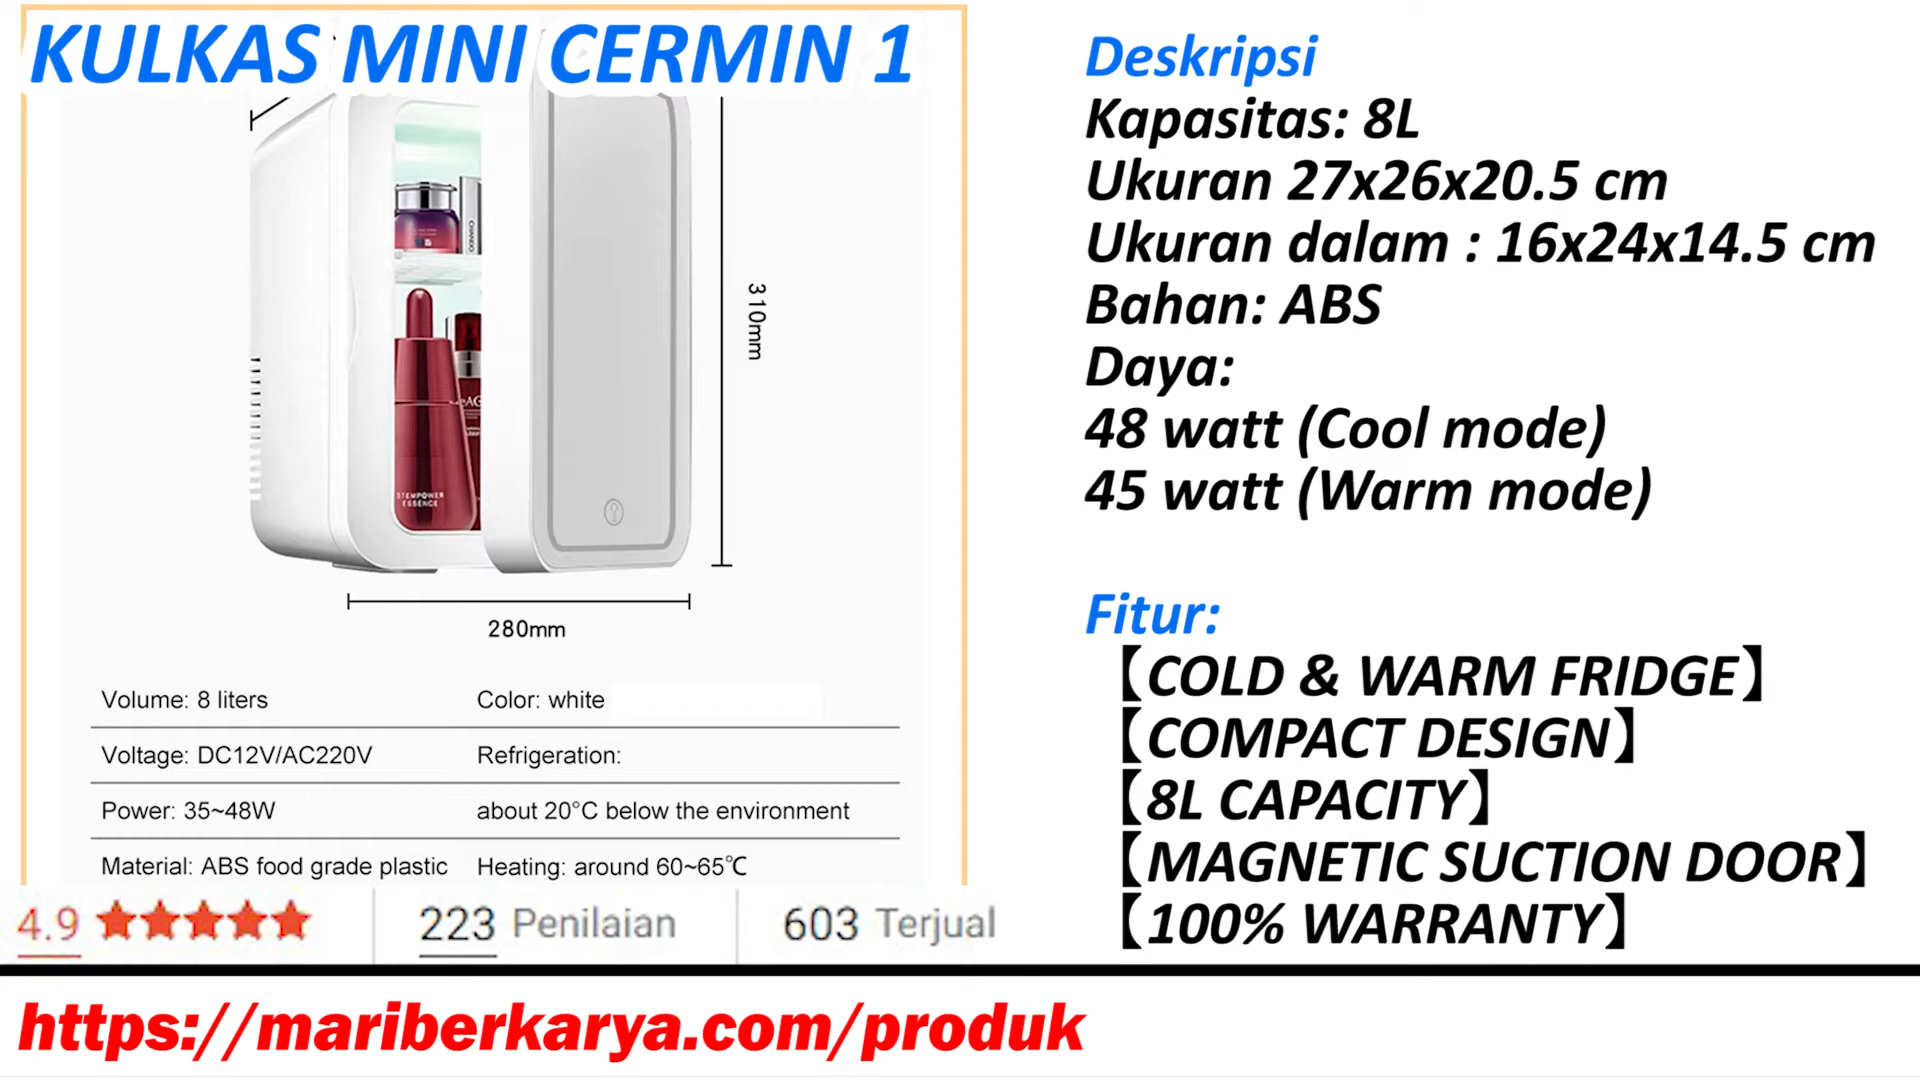 KULKAS MINI CERMIN 1
CHANDO
310mm
STEMPOWER
ESSENCE
280mm
Volume: 8 liters
Color: white
Voltage: DC12V/AC220V
Refrigeration:
Power: 35~48W
about 20°C below the environment
Material: ABS food grade plastic
Heating: around 60~65℃
4.9
223 Penilaian
603 Terjual
Deskripsi
Kapasitas: 8L
Ukuran 27x26x20.5 cm
Ukuran dalam : 16x24x14.5 cm
Bahan: ABS
Daya:
48 watt (Cool mode)
45 watt (Warm mode)
Fitur:
【COLD & WARM FRIDGE】
【COMPACT DESIGN】
【8L CAPACITY】
【MAGNETIC SUCTION DOOR】
【100% WARRANTY】
https://mariberkarya.com/produk